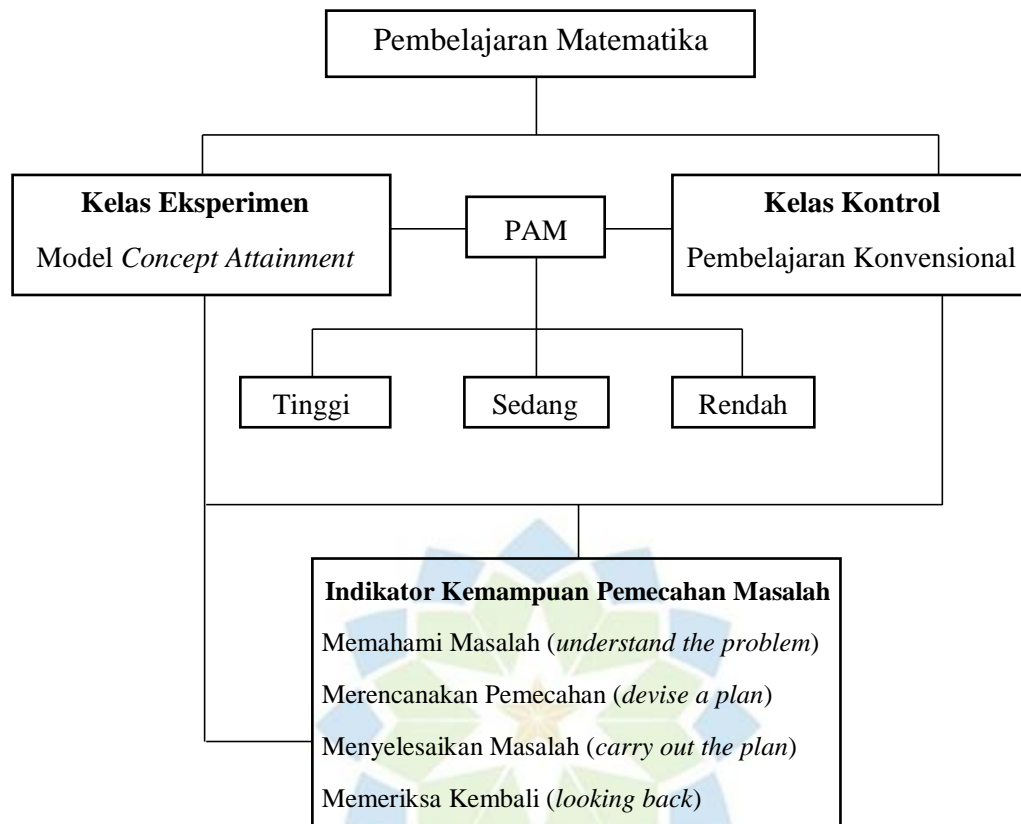 Pembelajaran Matematika
Kelas Eksperimen
Model Concept Attainment
PAM
Kelas Kontrol
Pembelajaran Konvensional
Tinggi
Sedang
Rendah
Indikator Kemampuan Pemecahan Masalah
Memahami Masalah (understand the problem)
Merencanakan Pemecahan (devise a plan)
Menyelesaikan Masalah (carry out the plan)
Memeriksa Kembali (looking back)